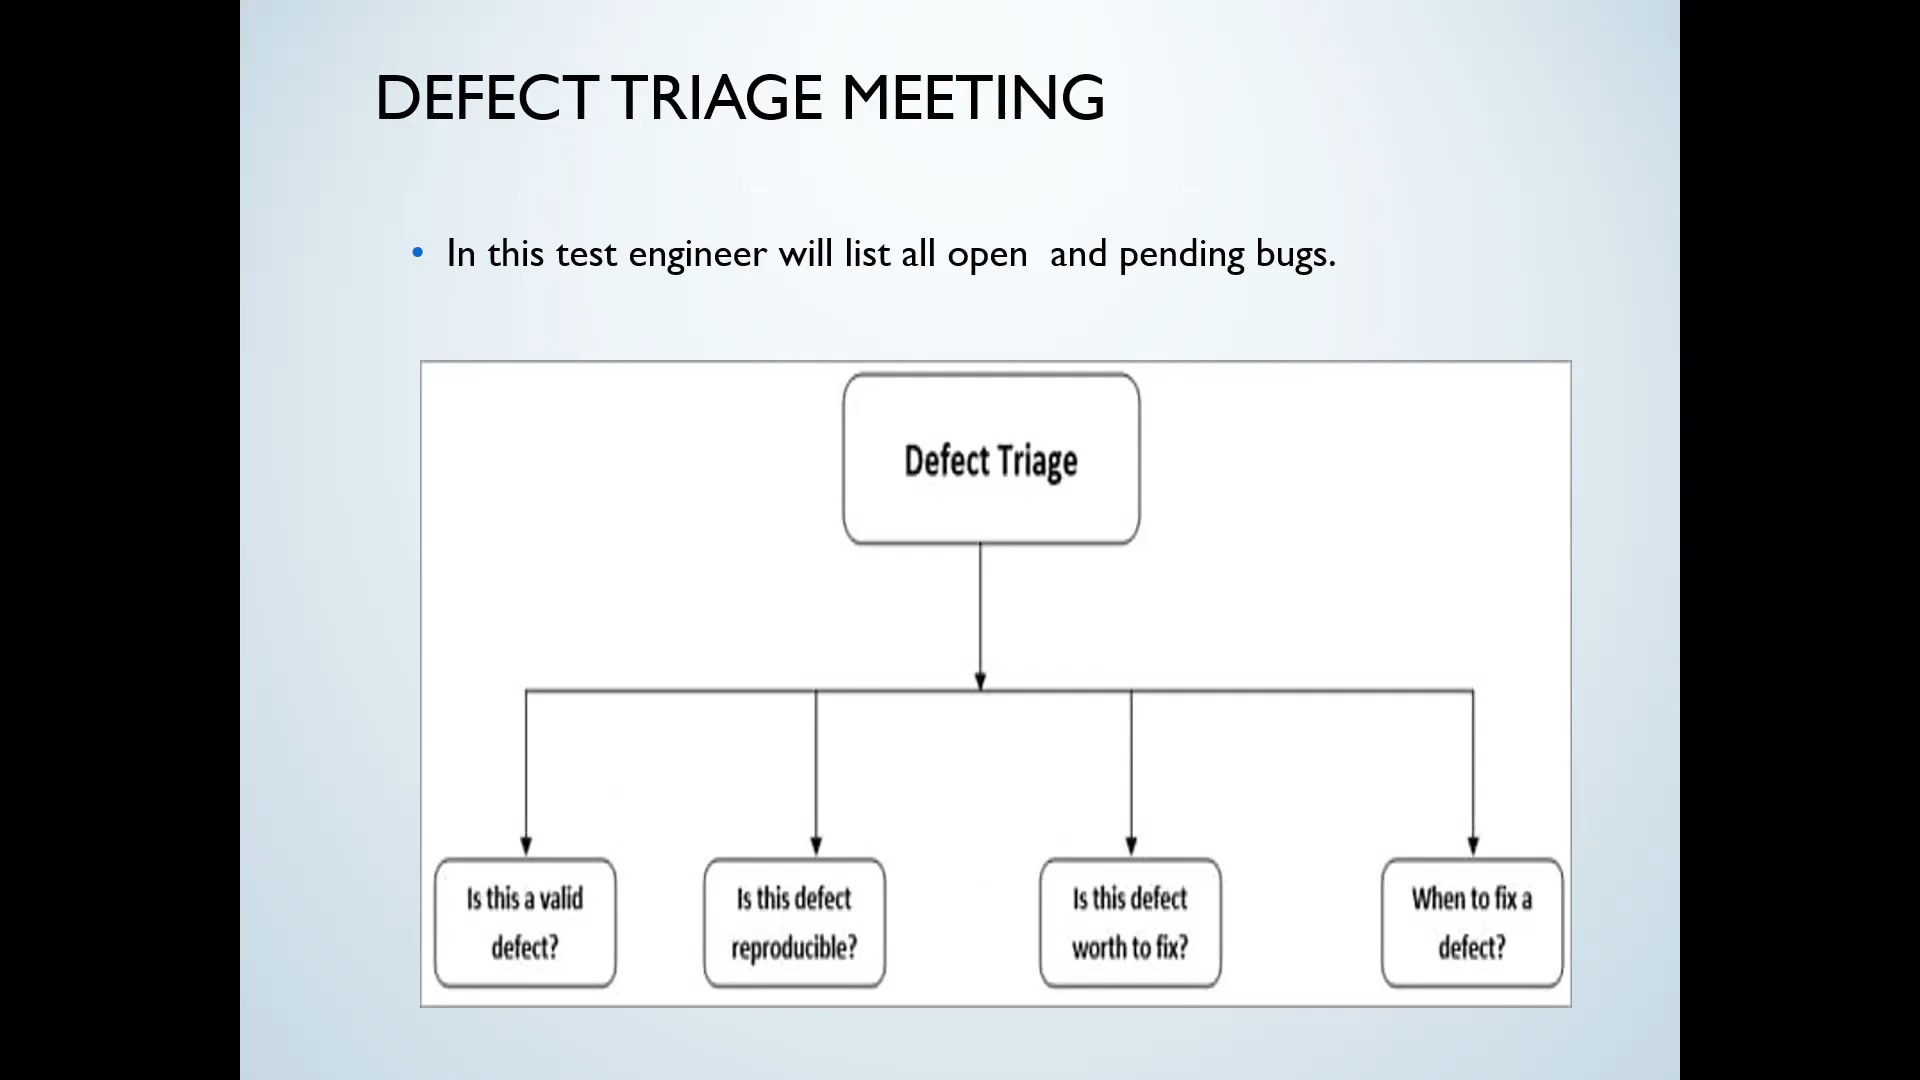 DEFECT TRIAGE MEETING
• In this test engineer will list all open  and pending bugs.
Defect Triage
Is this a valid
defect?
Is this defect
reproducible?
Is this defect
worth to fix?
When to fix a
defect?